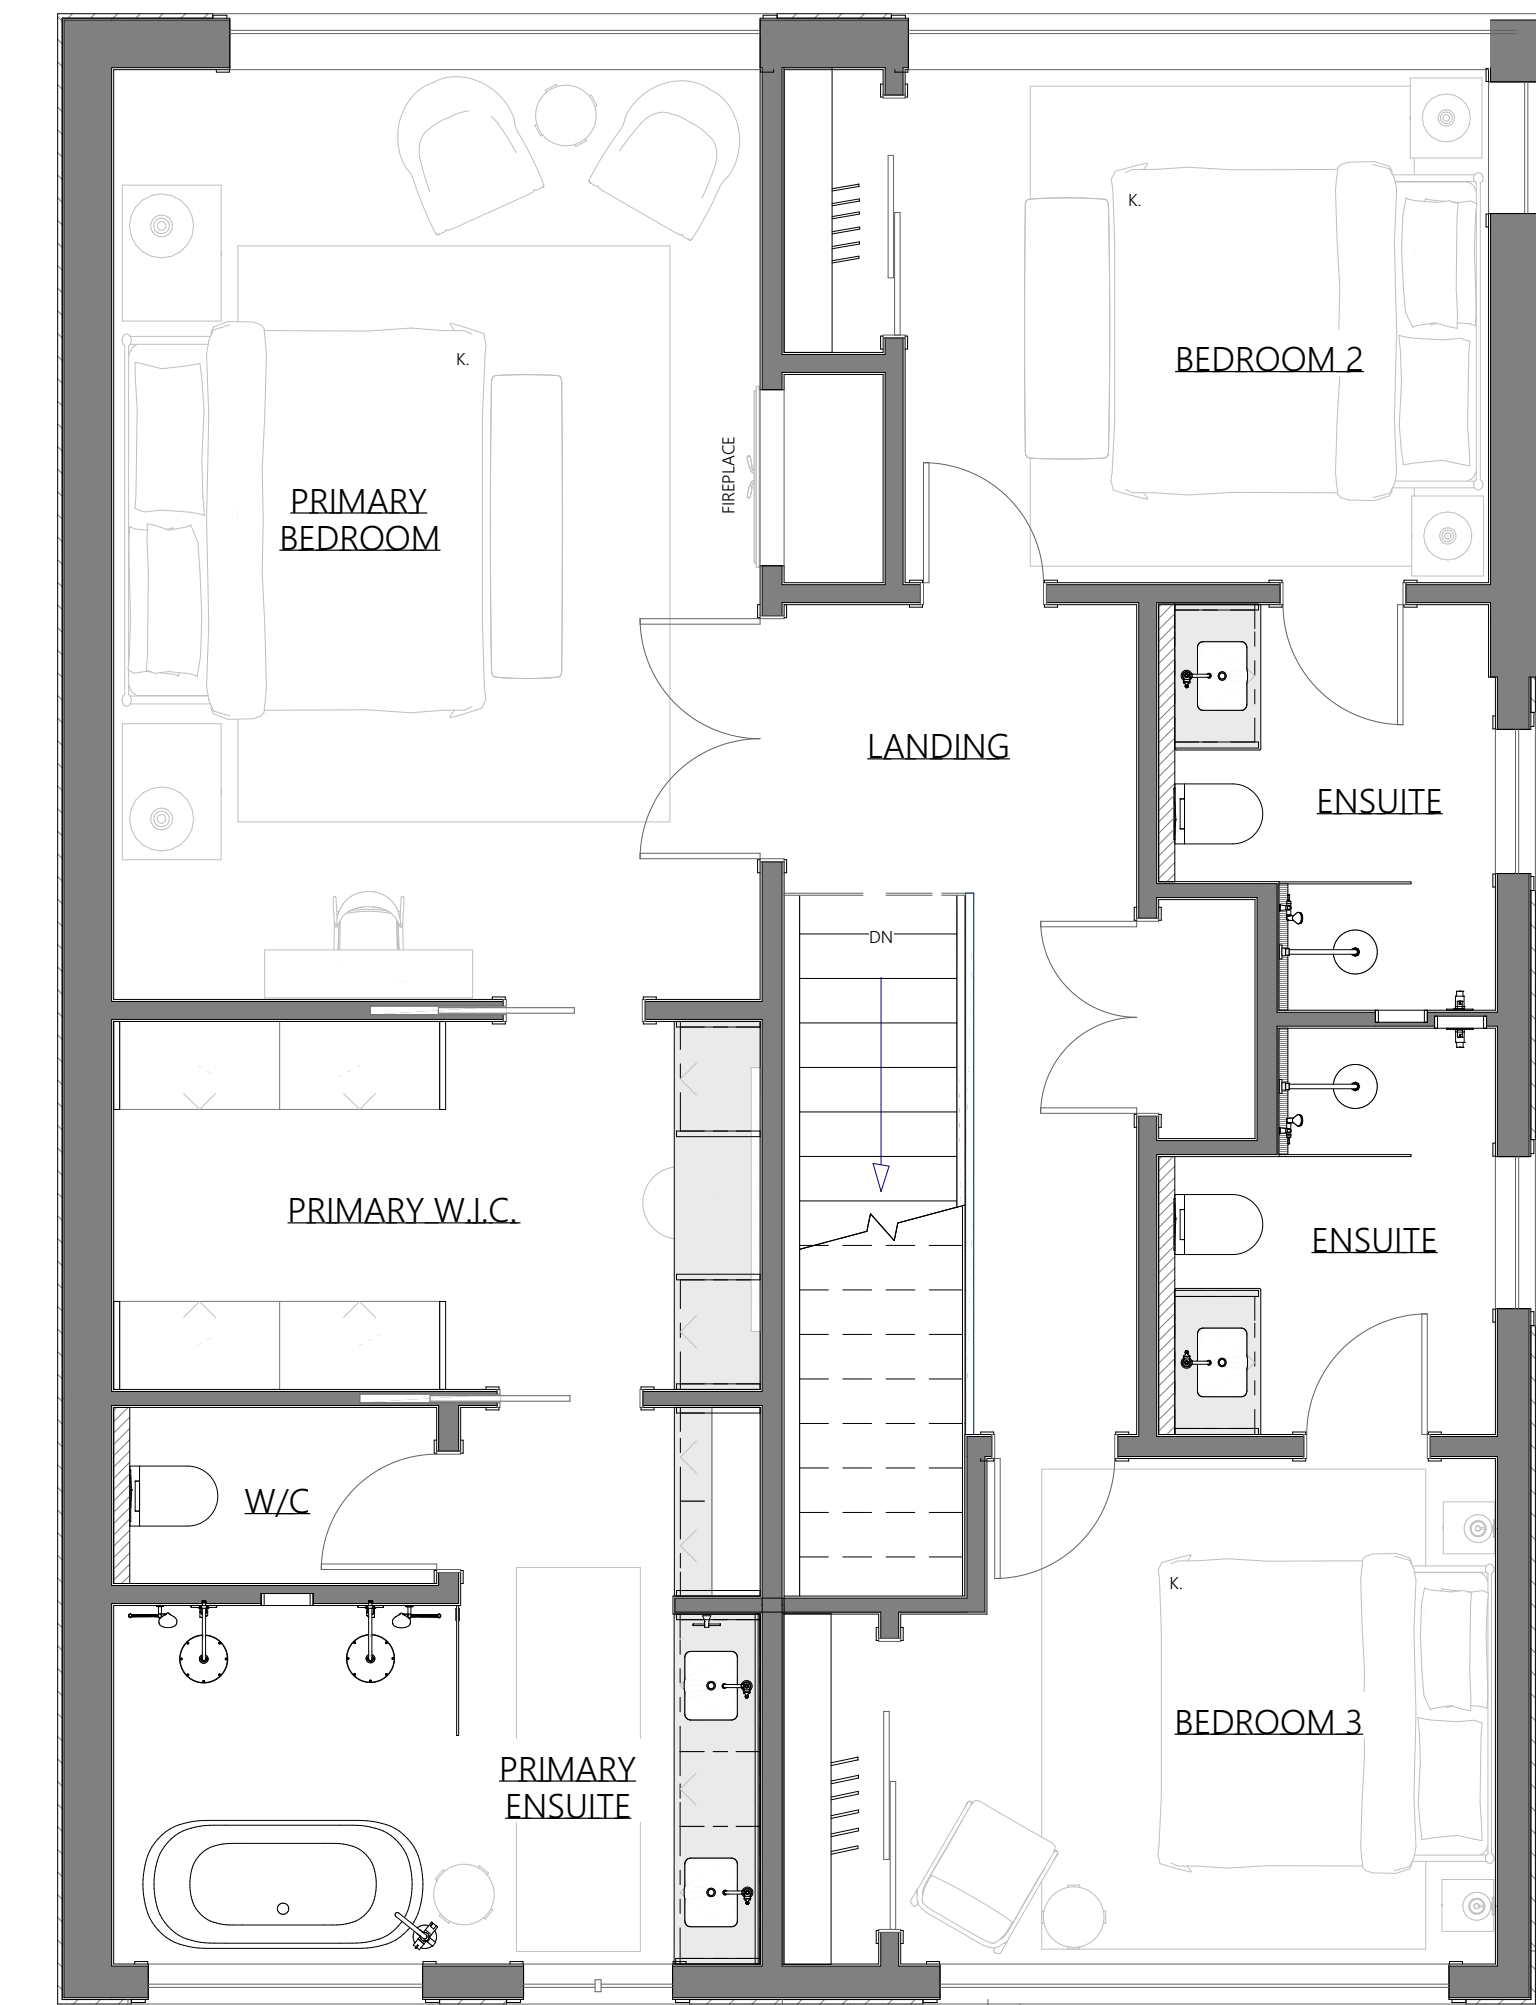 K.
BEDROOM 2
K.
PRIMARY
BEDROOM
FIREPLACE
LANDING
ENSUITE
DN
PRIMARY W.I.C.
ENSUITE
W/C
K.
BEDROOM 3
PRIMARY
ENSUITE